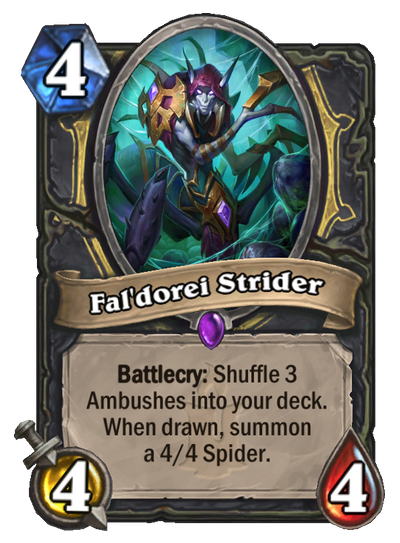 4
Fal'dorei Strider
Battlecry: Shuffle 3
Ambushes into your deck.
When drawn, summon
a 4/4 Spider.
4
4